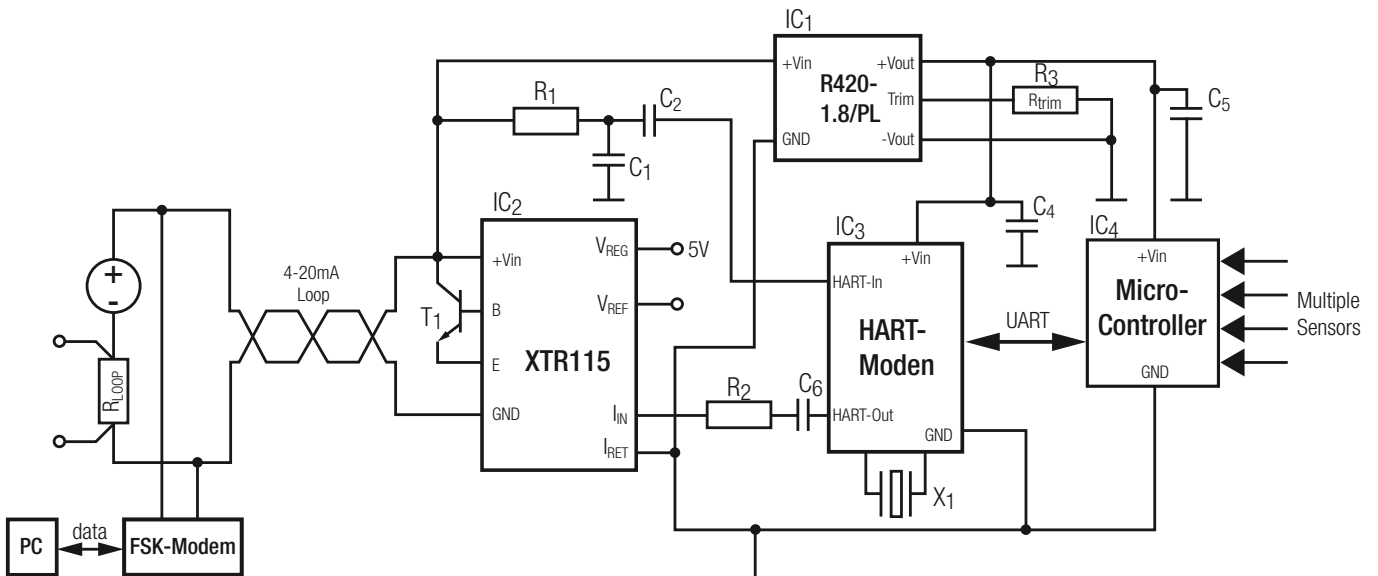 IC1
+Vin
R420-
1.8/PL
GND
+Vout
Trim
-Vout
R3
Rtrim
C5
R1
C2
C1
IC2
+Vin
B
E
GND
XTR115
VREG
5V
VREF
IIN
IRET
T1
4-20mA
Loop
+
-
RLOOP
PC
data
FSK-Modem
R2
C6
IC3
+Vin
HART-In
HART-
Moden
HART-Out
GND
X1
C4
UART
IC4
+Vin
Micro-
Controller
GND
Multiple
Sensors